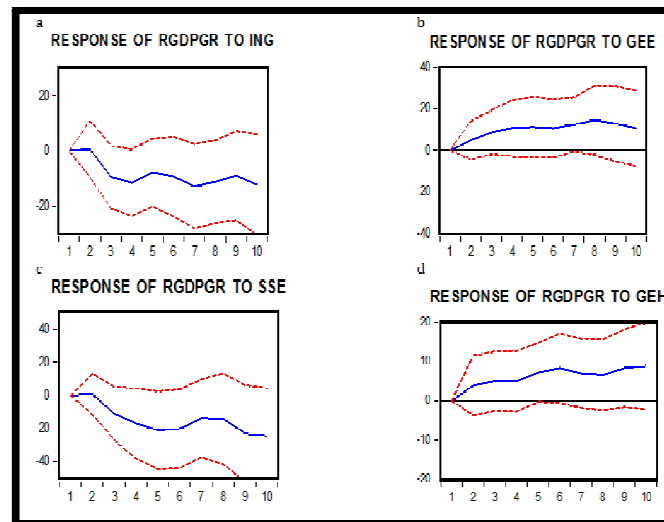 a
RESPONSE OF RGDPGR TO ING
20
0
-20
1 2 3 4 5 6 7 8 9 10
b
RESPONSE OF RGDPGR TO GEE
40
20
0
20
-40
1 2 3 4 5 6 7 8 9 10
c
RESPONSE OF RGDPGR TO SSE
40
20
0
20
-40
1 2 3 4 5 6 7 8 9 10
d
RESPONSE OF RGDPGR TO GEH
20
10
0
-10
-20
1 2 3 4 5 6 7 8 9 10